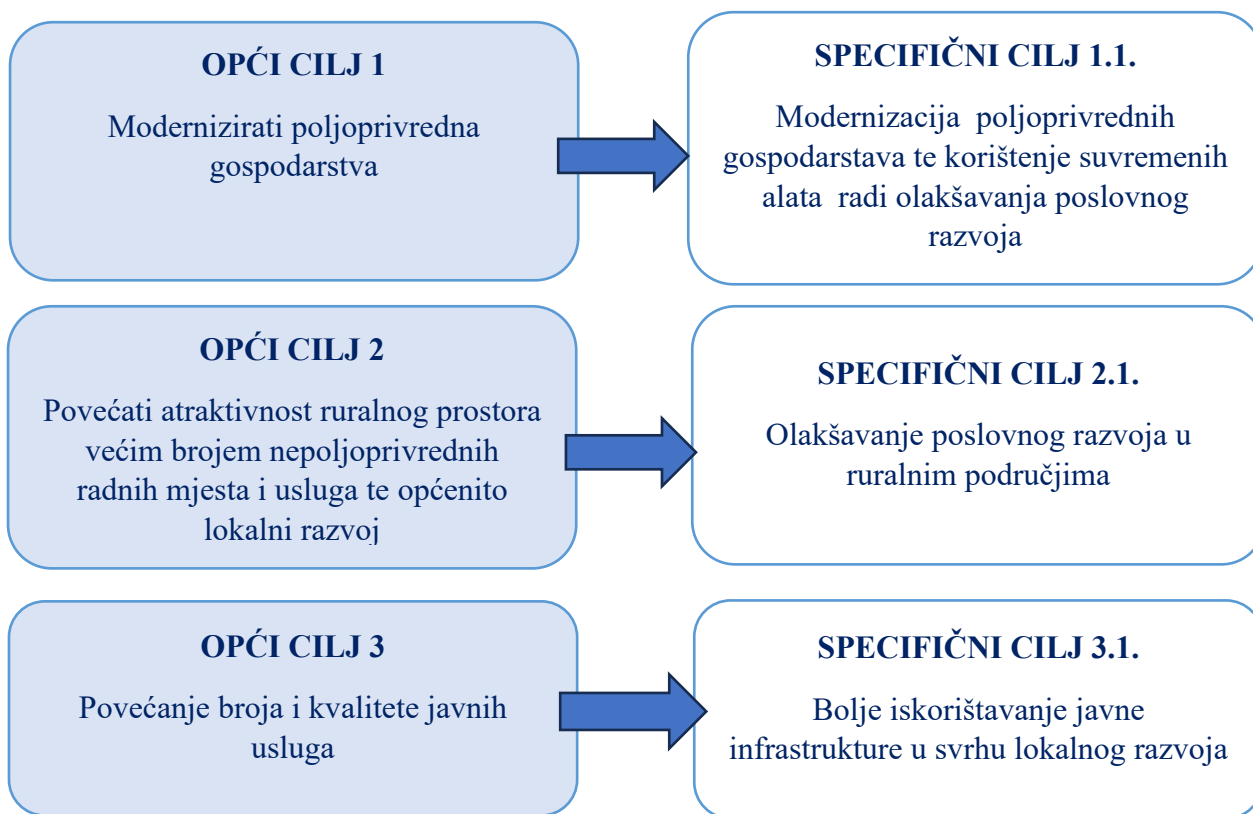 OPĆI CILJ 1
Modernizirati poljoprivredna
gospodarstva
SPECIFIČNI CILJ 1.1.
Modernizacija poljoprivrednih
gospodarstava te korištenje suvremenih
alata radi olakšavanja poslovnog
razvoja
OPĆI CILJ 2
Povećati atraktivnost ruralnog prostora
većim brojem nepoljoprivrednih
radnih mjesta i usluga te općenito
lokalni razvoj
SPECIFIČNI CILJ 2.1.
Olakšavanje poslovnog razvoja u
ruralnim područjima
OPĆI CILJ 3
Povećanje broja i kvalitete javnih
usluga
SPECIFIČNI CILJ 3.1.
Bolje iskorištavanje javne
infrastrukture u svrhu lokalnog razvoja